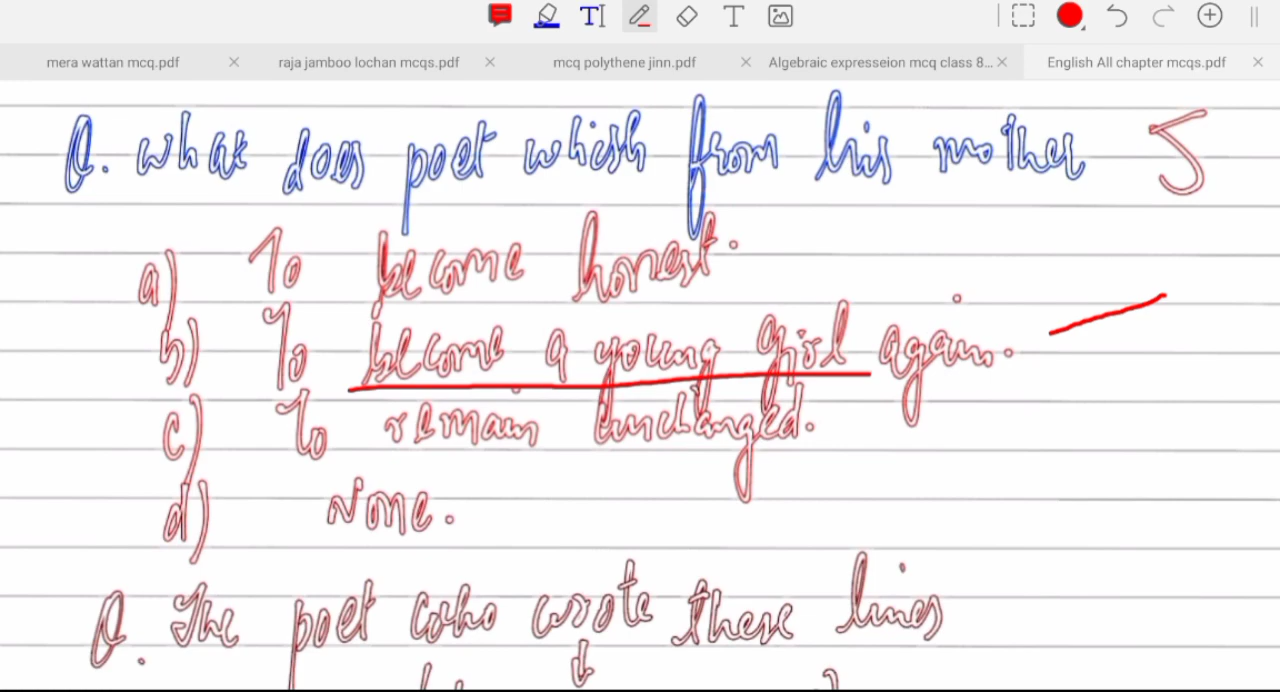 mera wattan mcq.pdf
raja jamboo lochan mcqs.pdf
mcq polythene jinn.pdf
Algebraic expresseion mcq class 8...
English All chapter mcqs.pdf
Q. what does poet whish from his mother
a) To become honest.
b) To become a young girl again.
c) To remain unchanged.
d) None.
Q. The poet who wrote these lines